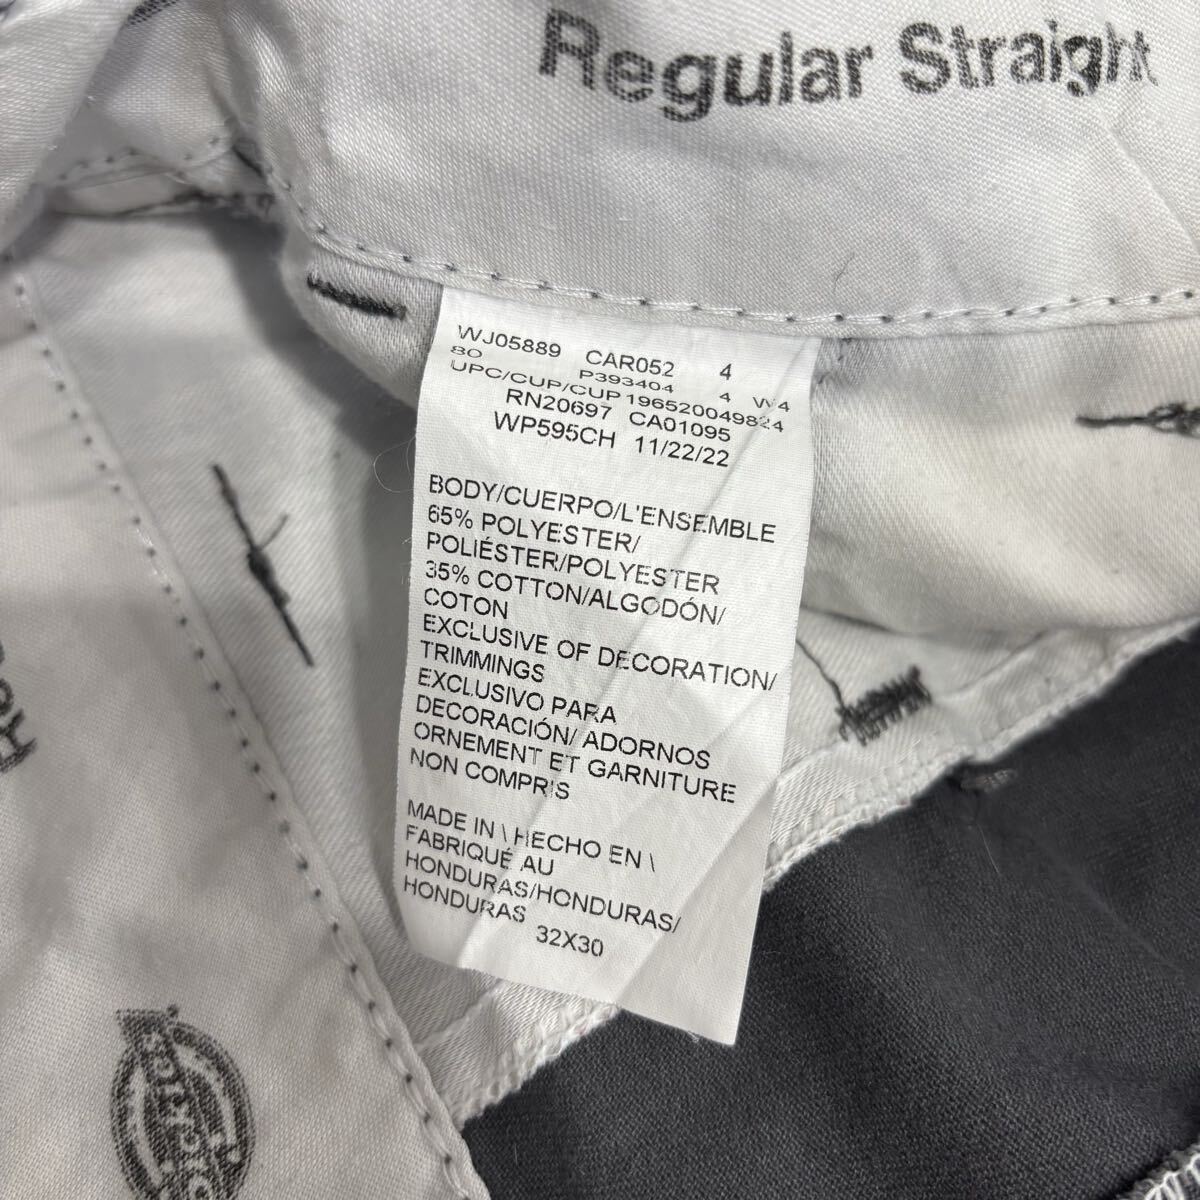 Regular Straight
WJ05889 CAR052 4
80 P393404 4 W4
UPC/CUP/CUP 196520049824
RN20697 CA01095
WP595CH 11/22/22
BODY/CUERPO/L'ENSEMBLE
65% POLYESTER/
POLIÉSTER/POLYESTER
35% COTTON/ALGODÓN/
COTON
EXCLUSIVE OF DECORATION/
TRIMMINGS
EXCLUSIVO PARA
DECORACIÓN/ ADORNOS
ORNEMENT ET GARNITURE
NON COMPRIS
MADE IN \ HECHO EN \
FABRIQUÉ AU
HONDURAS/HONDURAS/
HONDURAS
32X30
DICKIES